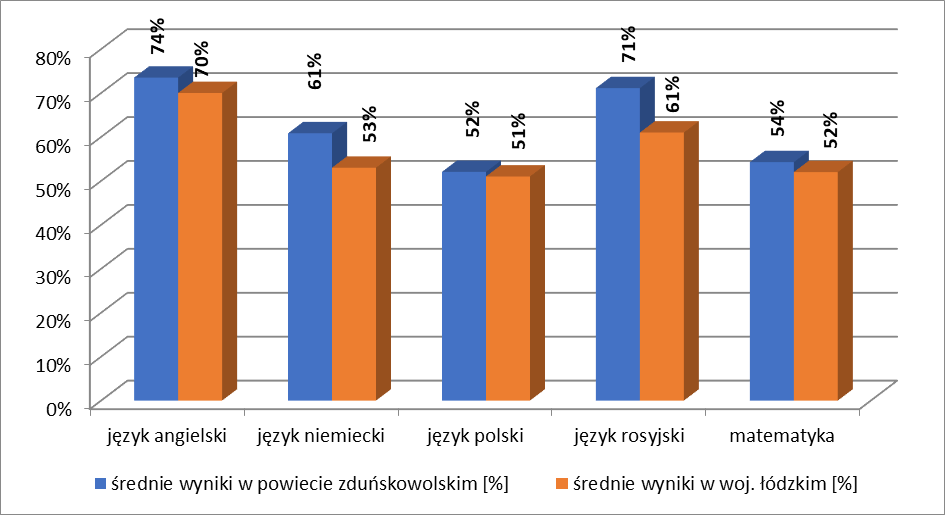 74%
70%
61%
53%
52%
51%
71%
61%
54%
52%
80%
70%
60%
50%
40%
30%
20%
10%
0%
język angielski
język niemiecki
język polski
język rosyjski
matematyka
średnie wyniki w powiecie zduńskowolskim [%]
średnie wyniki w woj. łódzkim [%]